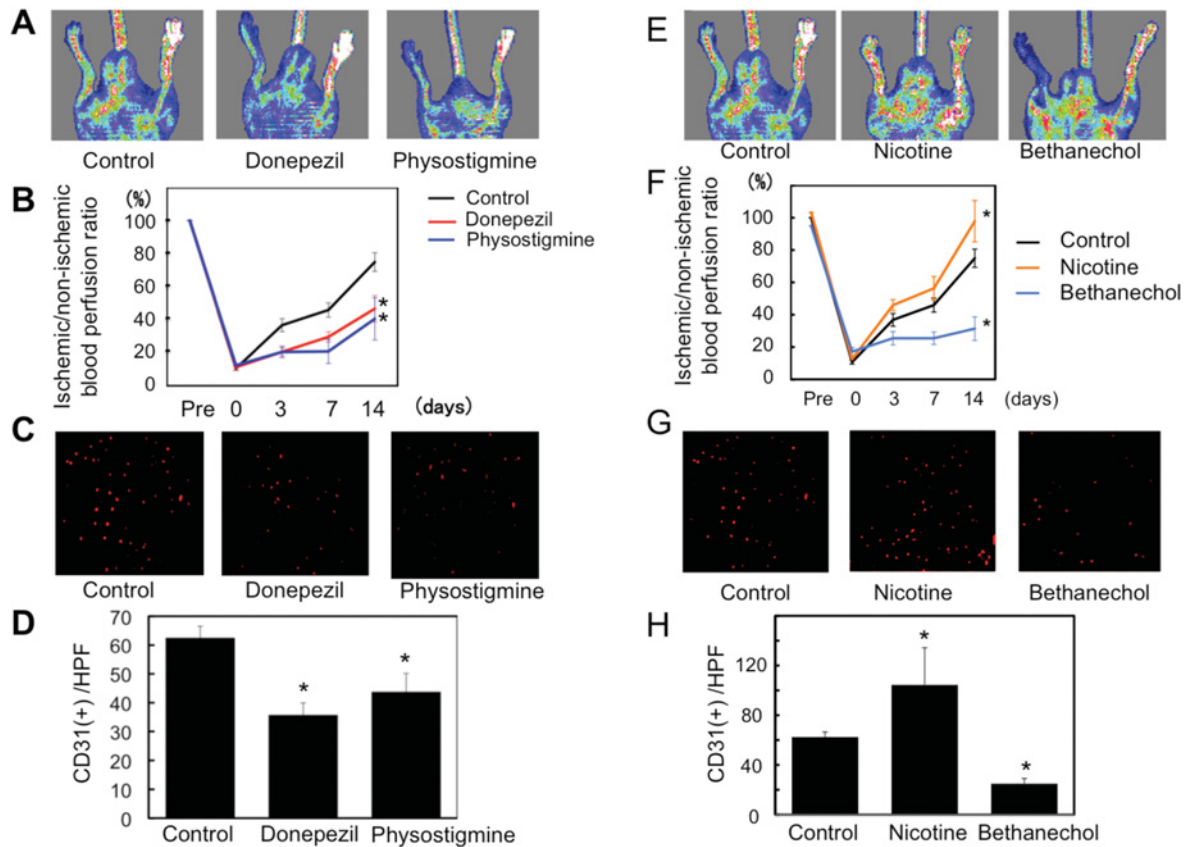 A
Control
Donepezil
Physostigmine
B
Ischemic/non-ischemic
blood perfusion ratio
(%)
100
80
60
40
20
0
Pre 0 3 7 14 (days)
Control
Donepezil
Physostigmine
*
*
C
Control
Donepezil
Physostigmine
D
CD31(+) /HPF
70
60
50
40
30
20
10
0
*
*
Control
Donepezil
Physostigmine
E
Control
Nicotine
Bethanechol
F
Ischemic/non-ischemic
blood perfusion ratio
(%)
100
80
60
40
20
0
Pre 0 3 7 14 (days)
*
*
Control
Nicotine
Bethanechol
G
Control
Nicotine
Bethanechol
H
CD31(+) /HPF
120
80
40
0
*
*
Control
Nicotine
Bethanechol